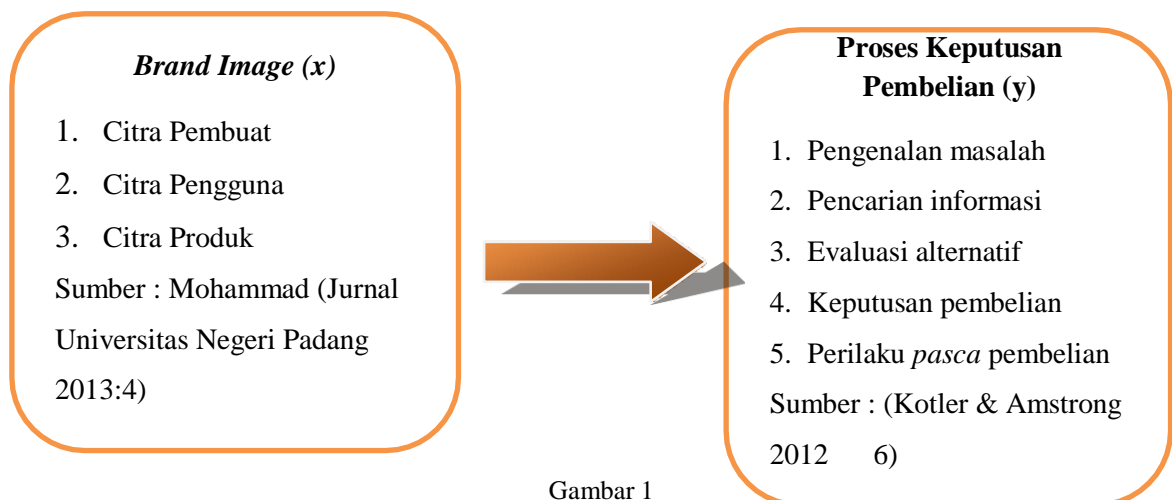 Brand Image (x)
1. Citra Pembuat
2. Citra Pengguna
3. Citra Produk
Sumber : Mohammad (Jurnal
Universitas Negeri Padang
2013:4)
Proses Keputusan
Pembelian (y)
1. Pengenalan masalah
2. Pencarian informasi
3. Evaluasi alternatif
4. Keputusan pembelian
5. Perilaku pasca pembelian
Sumber : (Kotler & Amstrong
2012 6)
Gambar 1